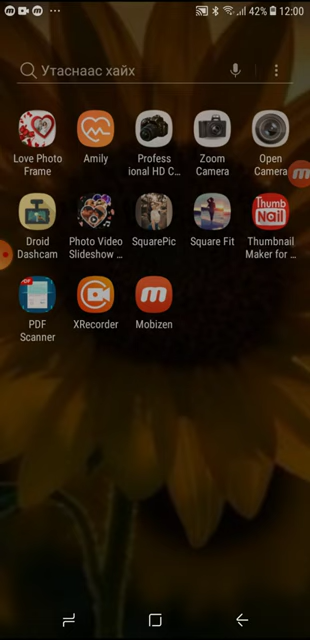 42% 12:00
Утаснаас хайх
Love Photo Frame
Amily
Profess ional HD C...
Zoom Camera
Open Camera
Droid Dashcam
Photo Video Slideshow ...
SquarePic
Square Fit
Thumb Nail
Thumbnail Maker for ...
PDF
PDF Scanner
XRecorder
Mobizen